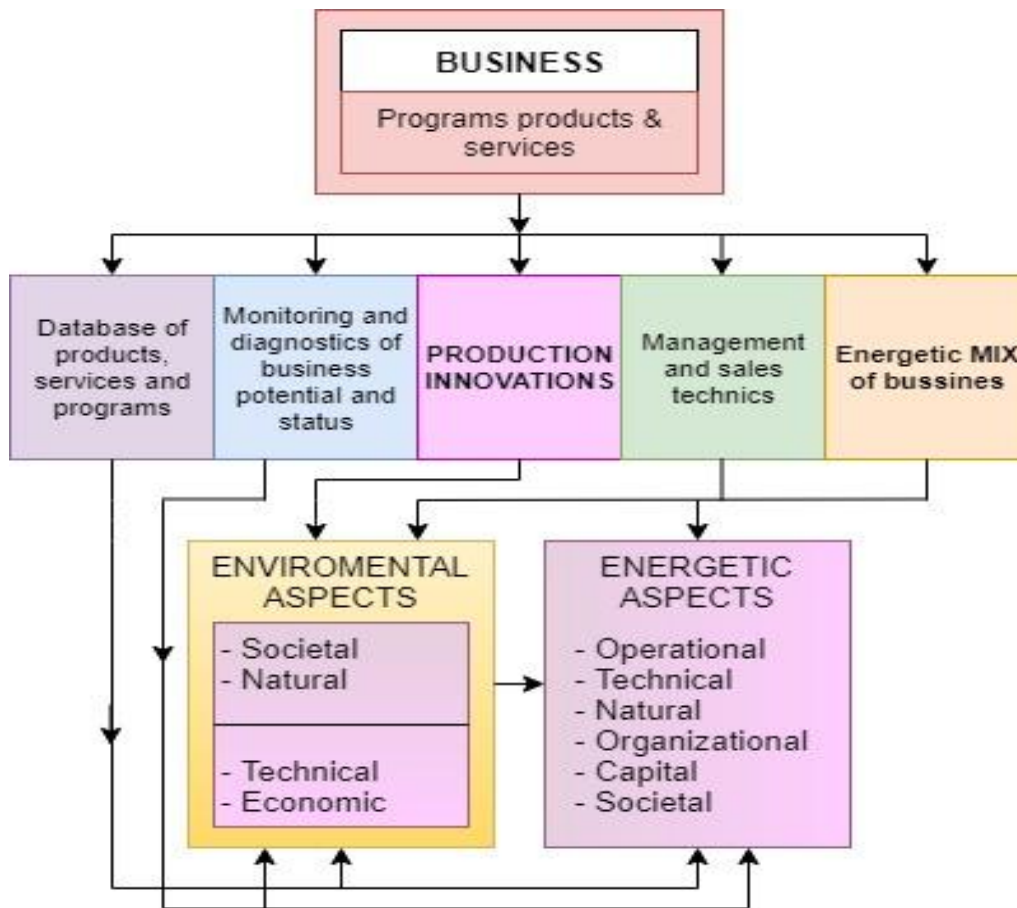 BUSINESS
Programs products &
services
Database of
products,
services and
programs
Monitoring and
diagnostics of
business
potential and
status
PRODUCTION
INNOVATIONS
Management
and sales
technics
Energetic MIX
of bussines
ENVIROMENTAL
ASPECTS
- Societal
- Natural
- Technical
- Economic
ENERGETIC
ASPECTS
- Operational
- Technical
- Natural
- Organizational
- Capital
- Societal